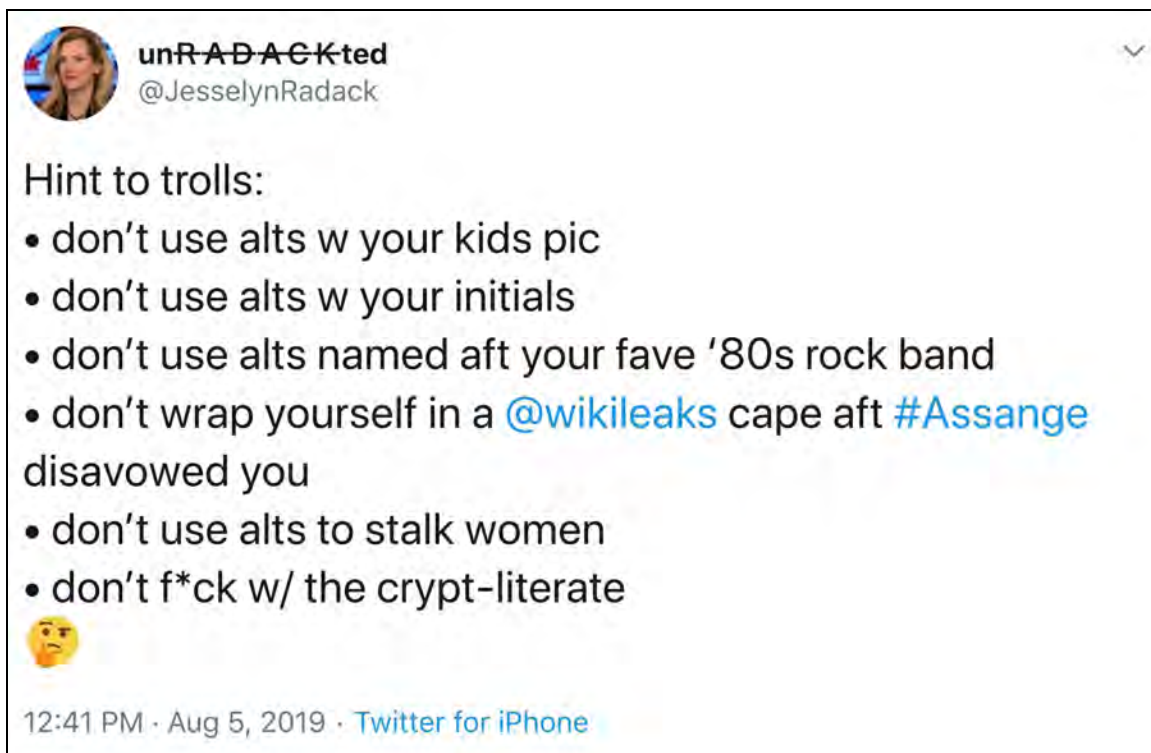 unRADACKted
@JesselynRadack
Hint to trolls:
• don’t use alts w your kids pic
• don’t use alts w your initials
• don’t use alts named aft your fave ‘80s rock band
• don’t wrap yourself in a @wikileaks cape aft #Assange
disavowed you
• don’t use alts to stalk women
• don’t f*ck w/ the crypt-literate
🤔
12:41 PM · Aug 5, 2019 · Twitter for iPhone